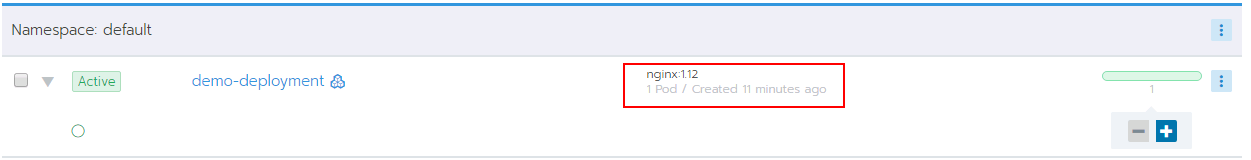 Namespace: default
Active demo-deployment nginx:1.12
1 Pod / Created 11 minutes ago
1